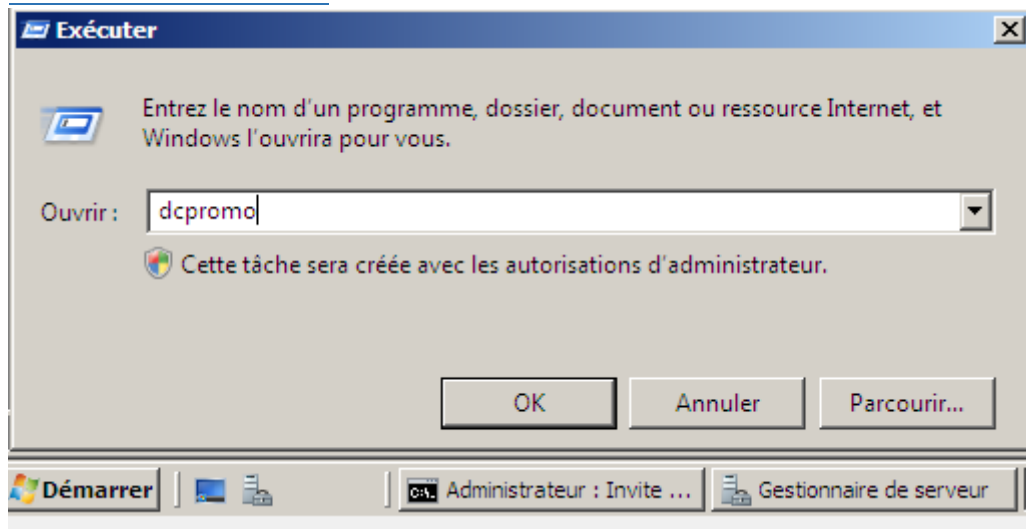 Exécuter
Entrez le nom d'un programme, dossier, document ou ressource Internet, et
Windows l'ouvrira pour vous.
Ouvrir :
dcpromo
Cette tâche sera créée avec les autorisations d'administrateur.
OK
Annuler
Parcourir...
Démarrer
C:\
Administrateur : Invite ...
Gestionnaire de serveur